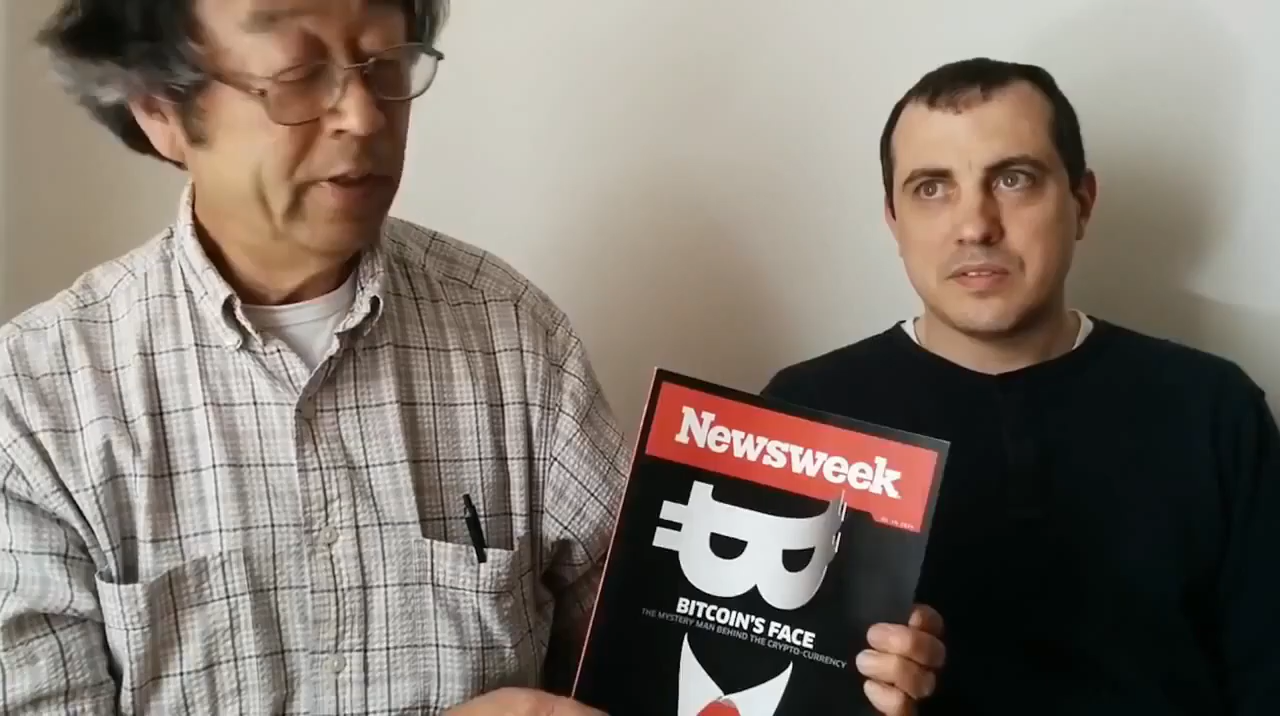 Newsweek
BITCOIN'S FACE
THE MYSTERY MAN BEHIND THE CRYPTO-CURRENCY